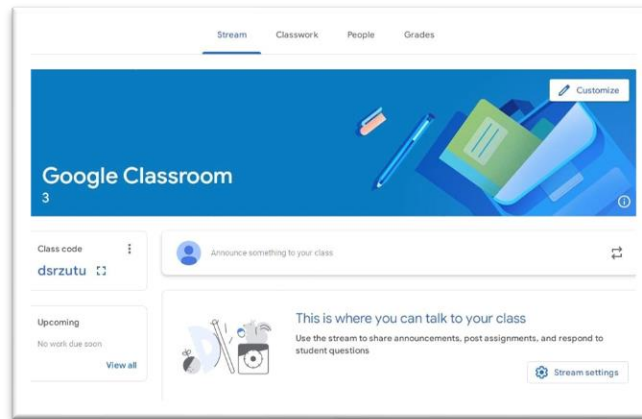 Stream Classwork People Grades
Customize
Google Classroom
3
Class code
dsrzutu
Announce something to your class
Upcoming
No work due soon
View all
This is where you can talk to your class
Use the stream to share announcements, post assignments, and respond to
student questions
Stream settings